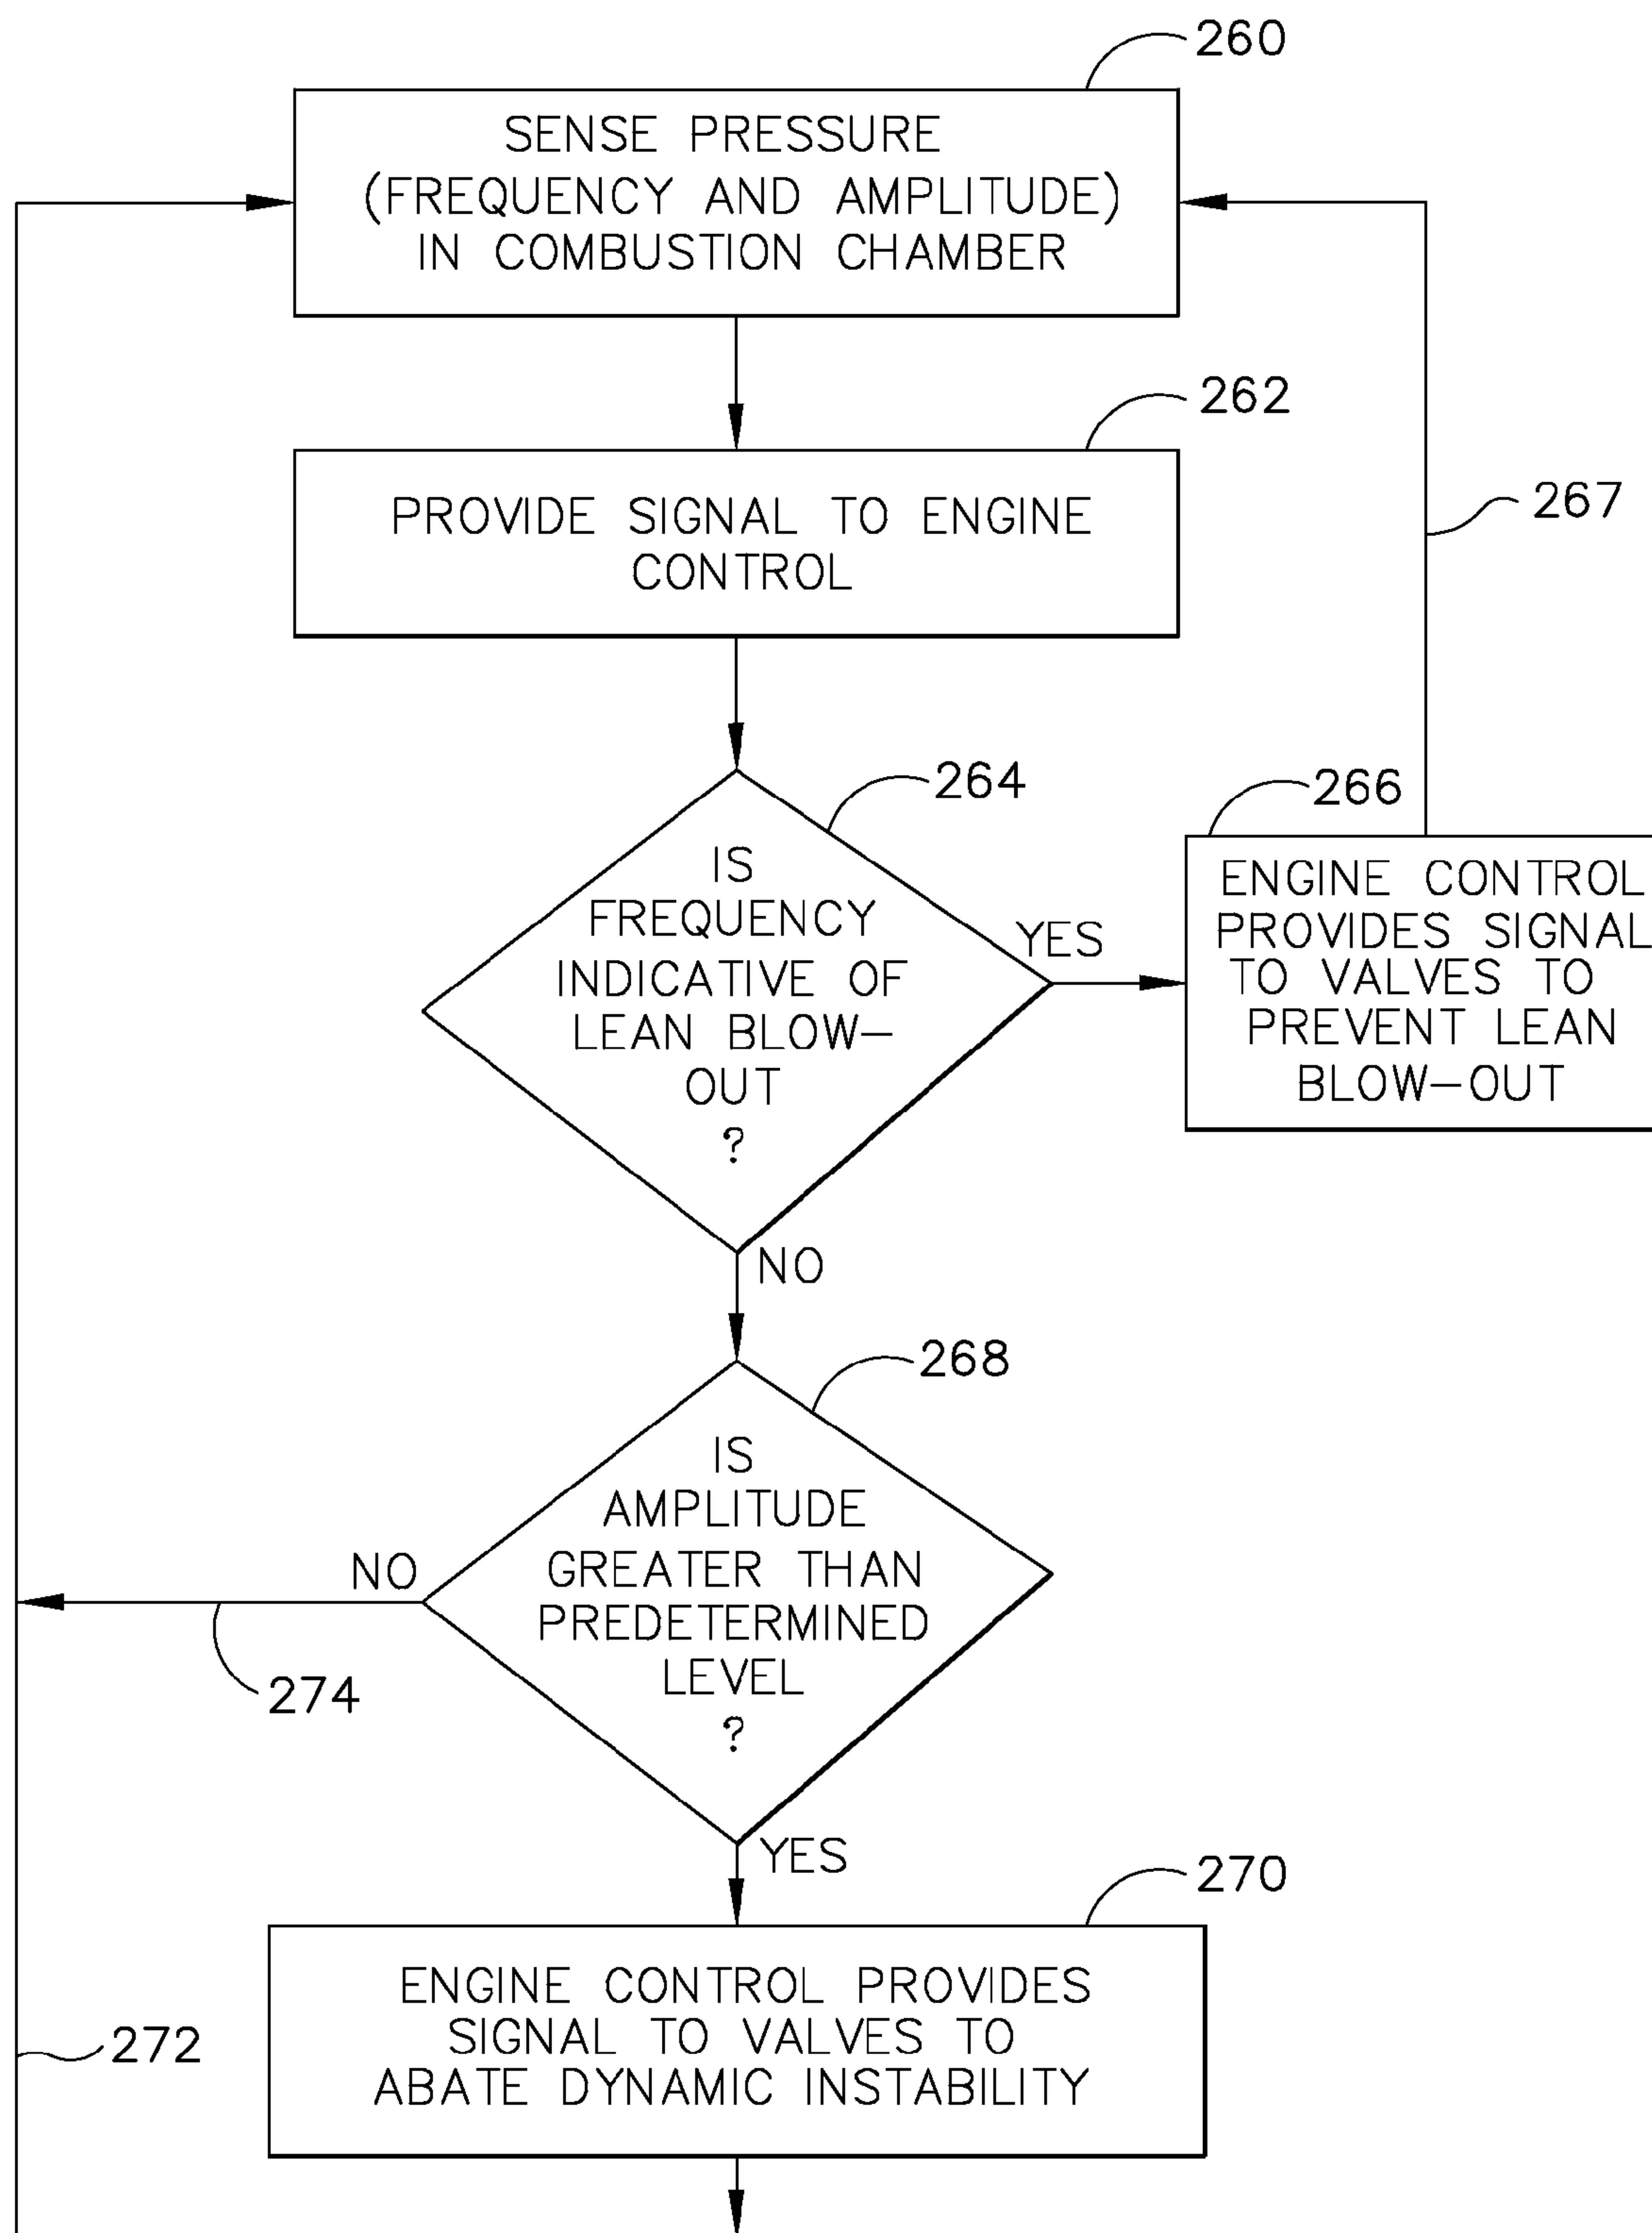 260
SENSE PRESSURE
(FREQUENCY AND AMPLITUDE)
IN COMBUSTION CHAMBER
262
PROVIDE SIGNAL TO ENGINE
CONTROL
267
264
IS
FREQUENCY
INDICATIVE OF
LEAN BLOW-
OUT
?
YES
266
ENGINE CONTROL
PROVIDES SIGNAL
TO VALVES TO
PREVENT LEAN
BLOW-OUT
NO
268
IS
AMPLITUDE
GREATER THAN
PREDETERMINED
LEVEL
?
NO
274
YES
270
ENGINE CONTROL PROVIDES
SIGNAL TO VALVES TO
ABATE DYNAMIC INSTABILITY
272